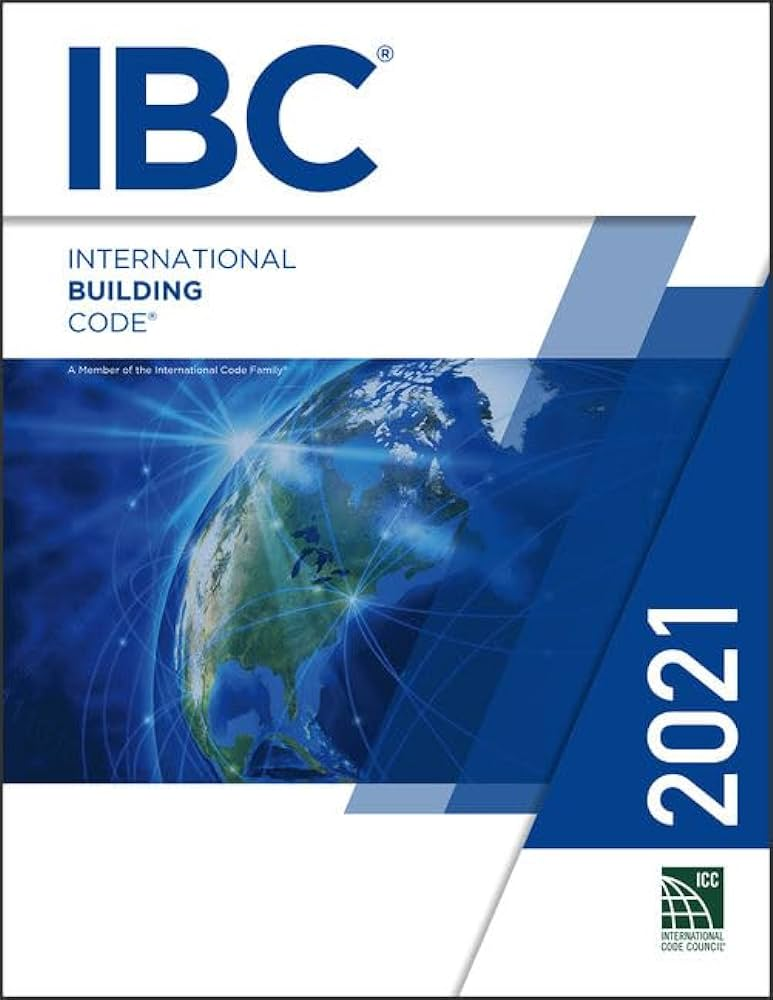 IBC®
INTERNATIONAL
BUILDING
CODE®
A Member of the International Code Family®
2021
ICC
INTERNATIONAL
CODE COUNCIL®